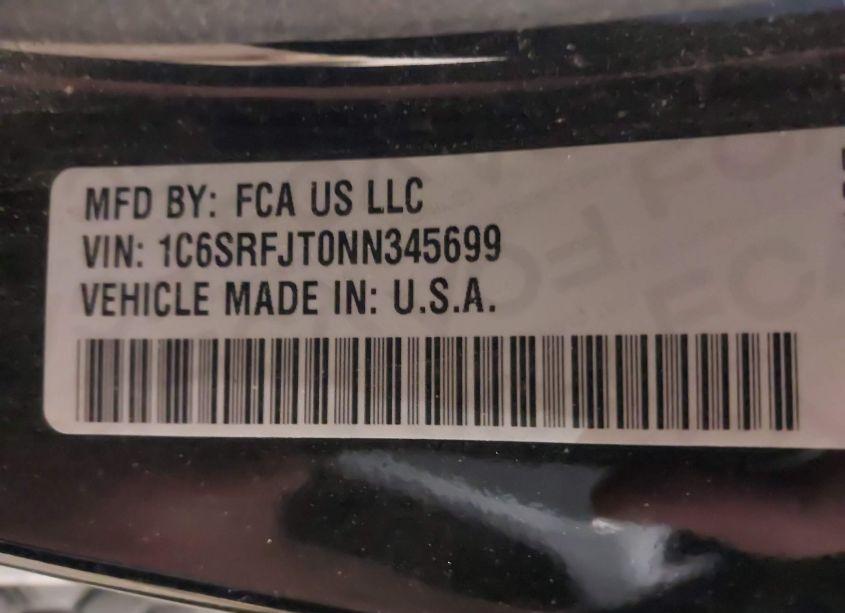 MFD BY: FCA US LLC
VIN: 1C6SRFJT0NN345699
VEHICLE MADE IN: U.S.A.